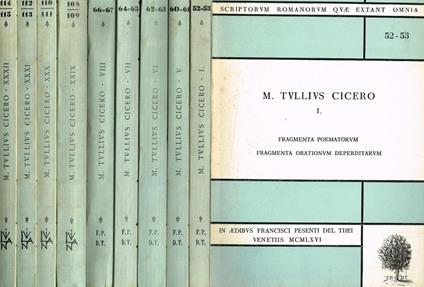 114
115
M. TVLLIVS CICERO - XXXII
112
113
M. TVLLIVS CICERO - XXXI
110
111
M. TVLLIVS CICERO - XXX
108
109
M. TVLLIVS CICERO - XXIX
66-67
M. TVLLIVS CICERO - VIII
F. P.
D. T.
64-65
M. TVLLIVS CICERO - VII
F. P.
D. T.
62-63
M. TVLLIVS CICERO - VI
F. P.
D. T.
60-61
M. TVLLIVS CICERO - V
F. P.
D. T.
52-53
M. TVLLIVS CICERO - I.
F. P.
D. T.
SCRIPTORVM ROMANORVM QVÆ EXTANT OMNIA
52-53
M. TVLLIVS CICERO
I.
FRAGMENTA POEMATORVM
FRAGMENTA ORATIONVM DEPERDITARVM
IN ÆDIBVS FRANCISCI PESENTI DEL THEI
VENETIIS MCMLXVI